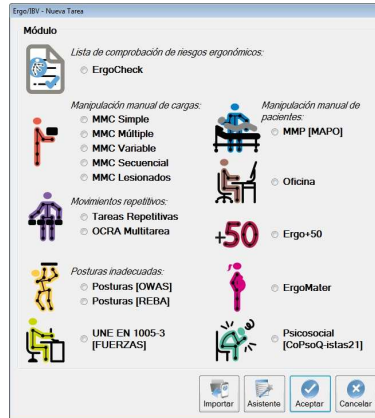 Ergo/IBV - Nueva Tarea
Módulo
Lista de comprobación de riesgos ergonómicos:
ErgoCheck
Manipulación manual de cargas:
MMC Simple
MMC Múltiple
MMC Variable
MMC Secuencial
MMC Lesionados
Movimientos repetitivos:
Tareas Repetitivas
OCRA Multitarea
Posturas inadecuadas:
Posturas [OWAS]
Posturas [REBA]
UNE EN 1005-3
[FUERZAS]
Manipulación manual de
pacientes:
MMP [MAPO]
Oficina
+50
Ergo+50
ErgoMater
Psicosocial
[CoPsoQ-istas21]
Importar
Asistente
Aceptar
Cancelar